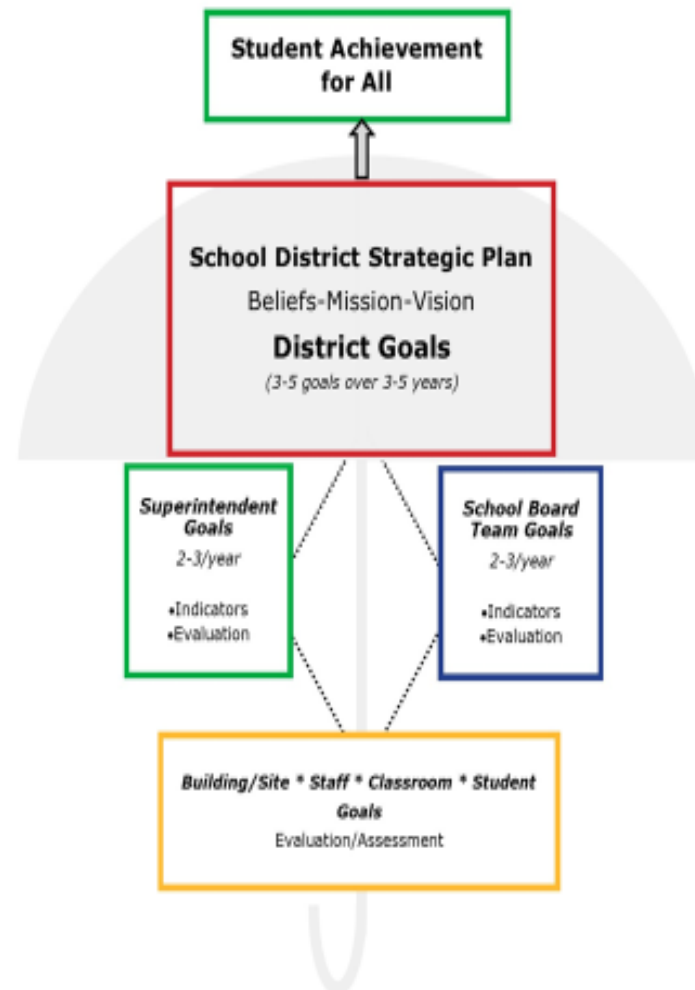 Student Achievement
for All
School District Strategic Plan
Beliefs-Mission-Vision
District Goals
(3-5 goals over 3-5 years)
Superintendent
Goals
2-3/year
•Indicators
•Evaluation
School Board
Team Goals
2-3/year
•Indicators
•Evaluation
Building/Site * Staff * Classroom * Student
Goals
Evaluation/Assessment